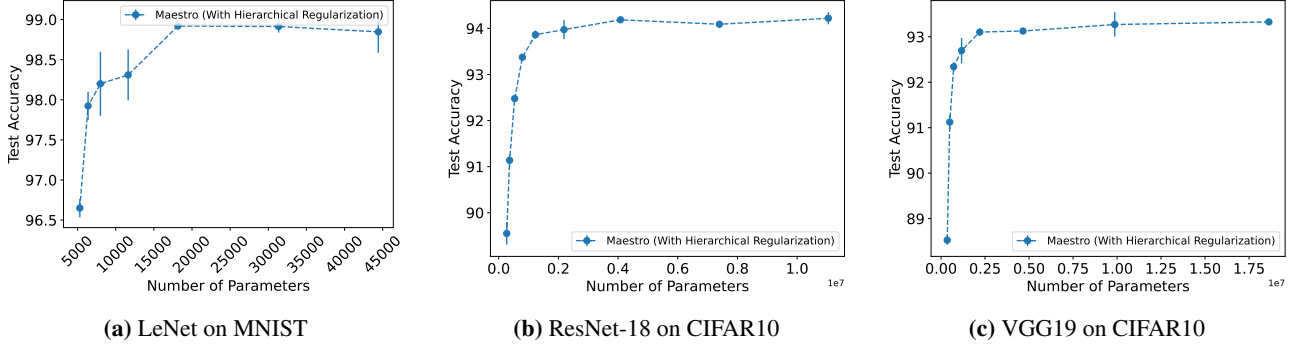 99.0
98.5
98.0
97.5
97.0
96.5
Test Accuracy
Maestro (With Hierarchical Regularization)
5000
10000
15000
20000
25000
30000
35000
40000
45000
Number of Parameters
(a) LeNet on MNIST
94
93
92
91
90
Test Accuracy
Maestro (With Hierarchical Regularization)
0.0
0.2
0.4
0.6
0.8
1.0
1e7
Number of Parameters
(b) ResNet-18 on CIFAR10
93
92
91
90
89
Test Accuracy
Maestro (With Hierarchical Regularization)
0.00
0.25
0.50
0.75
1.00
1.25
1.50
1.75
1e7
Number of Parameters
(c) VGG19 on CIFAR10